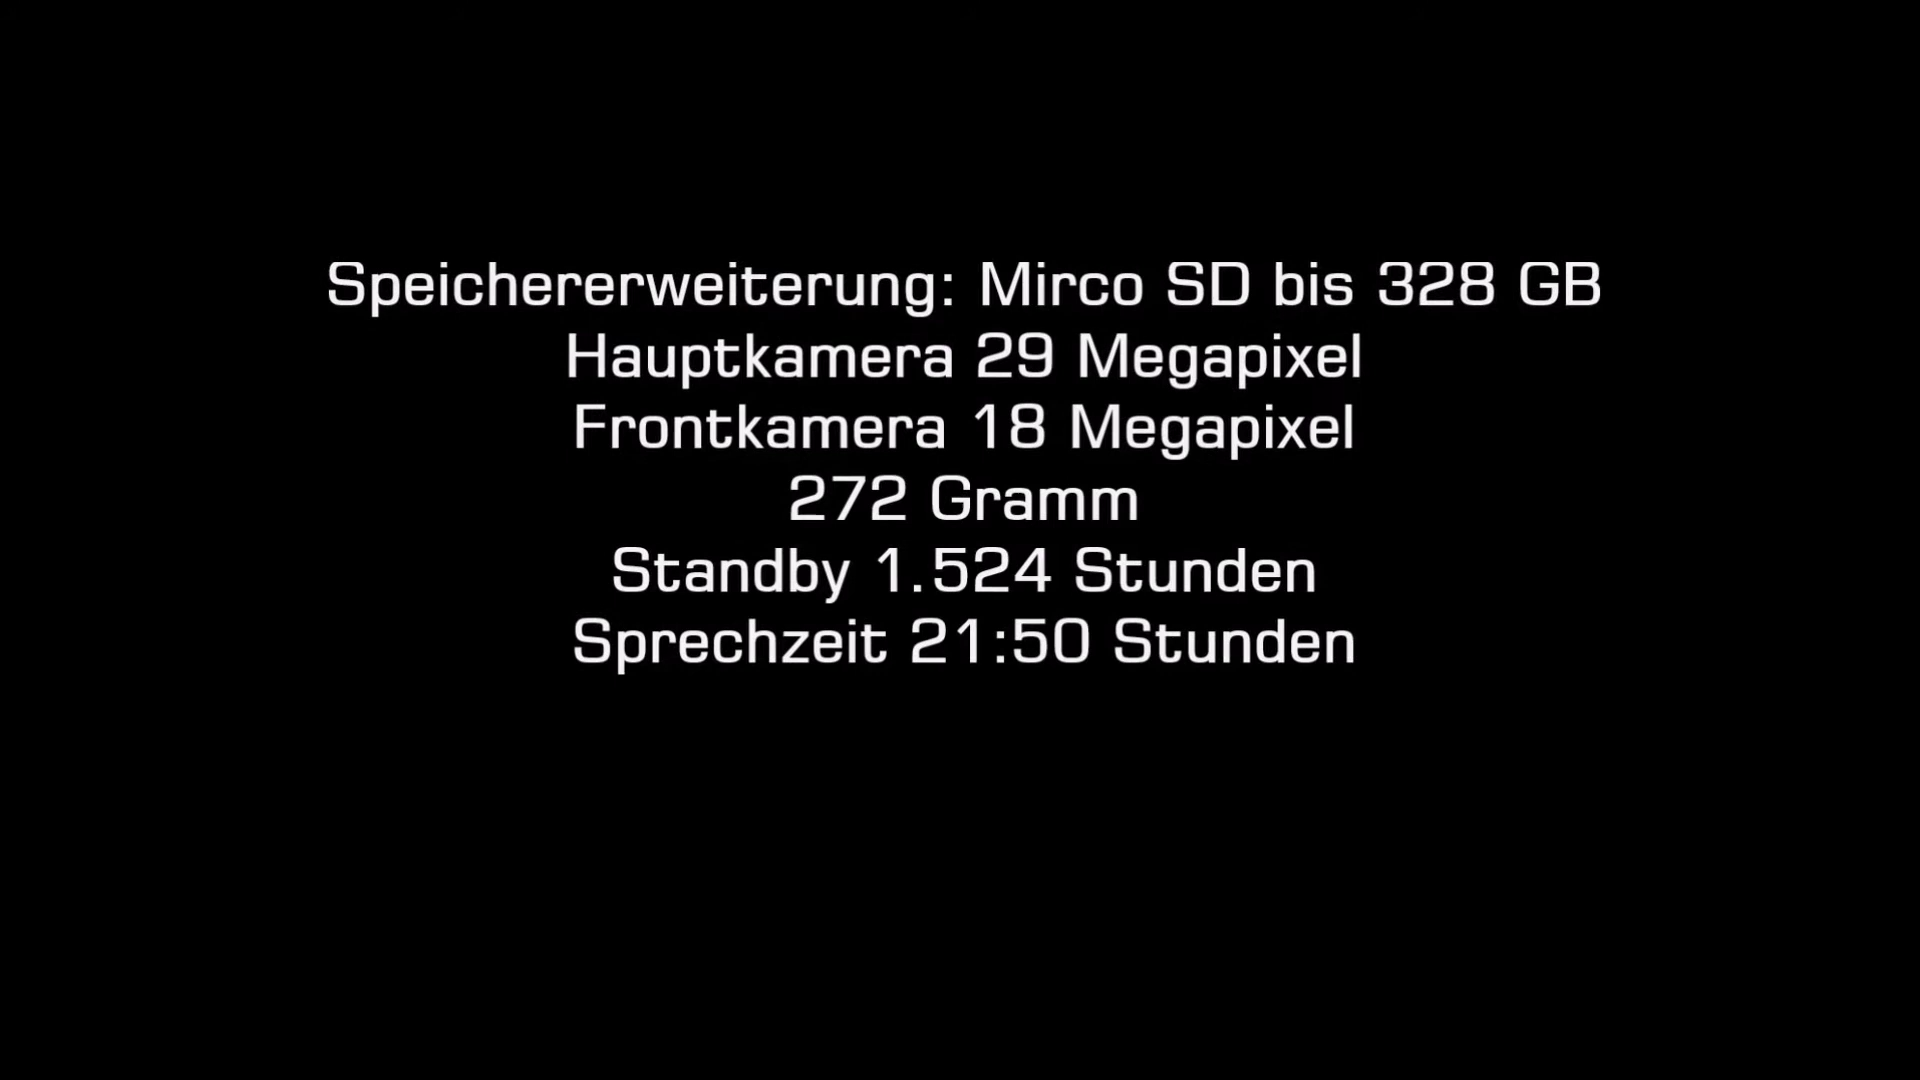 Speichererweiterung: Mirco SD bis 328 GB
Hauptkamera 29 Megapixel
Frontkamera 18 Megapixel
272 Gramm
Standby 1.524 Stunden
Sprechzeit 21:50 Stunden